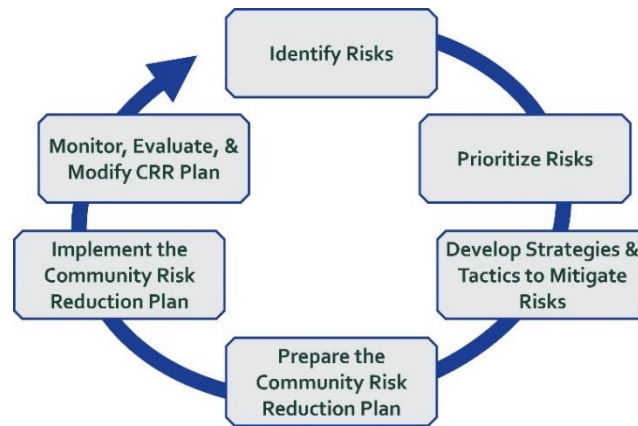 Identify Risks
Prioritize Risks
Develop Strategies &
Tactics to Mitigate
Risks
Prepare the
Community Risk
Reduction Plan
Implement the
Community Risk
Reduction Plan
Monitor, Evaluate, &
Modify CRR Plan